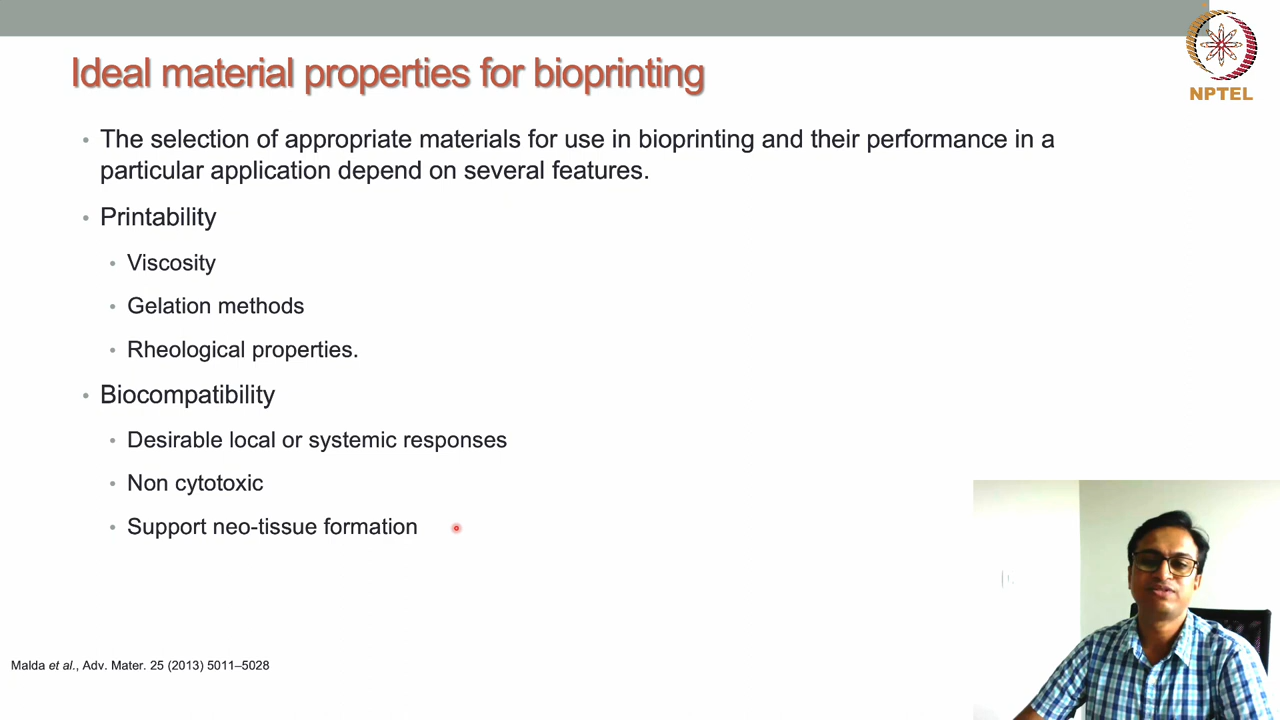 NPTEL
Ideal material properties for bioprinting
• The selection of appropriate materials for use in bioprinting and their performance in a
particular application depend on several features.
• Printability
• Viscosity
• Gelation methods
• Rheological properties.
• Biocompatibility
• Desirable local or systemic responses
• Non cytotoxic
• Support neo-tissue formation
Malda et al., Adv. Mater. 25 (2013) 5011–5028